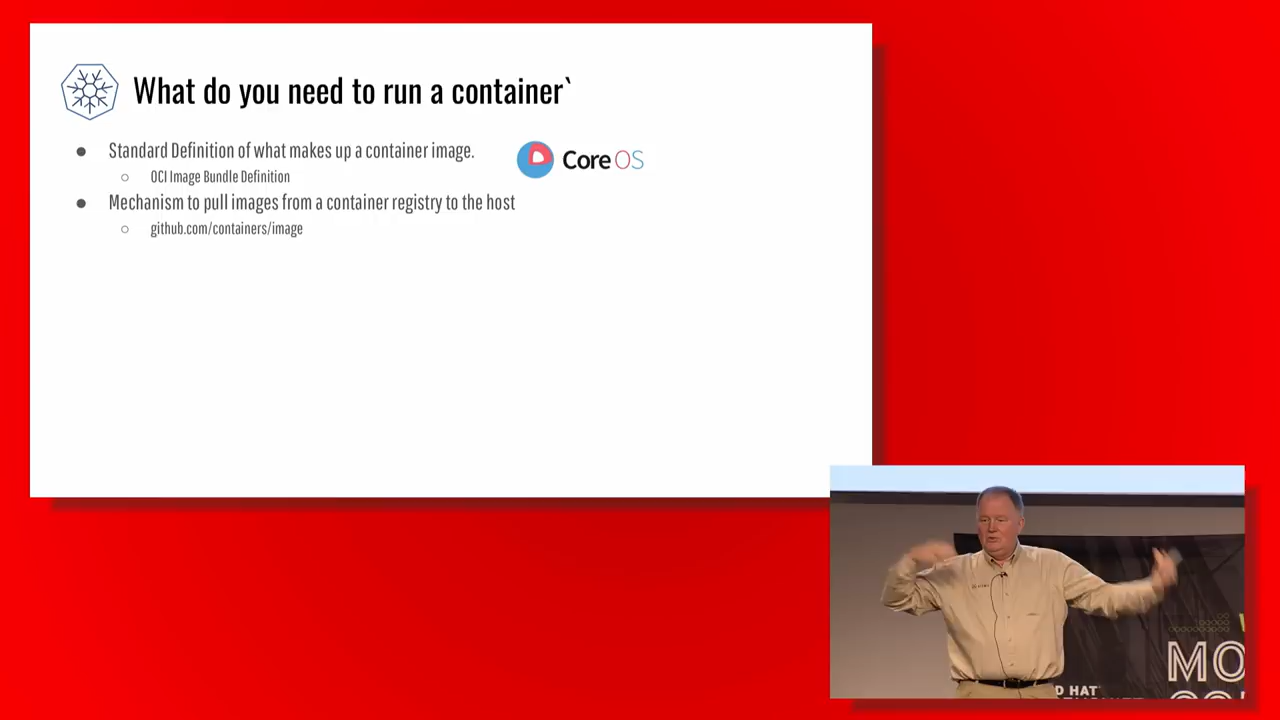 What do you need to run a container`
● Standard Definition of what makes up a container image.
Core OS
○ OCI Image Bundle Definition
● Mechanism to pull images from a container registry to the host
○ github.com/containers/image
MO
D HAT